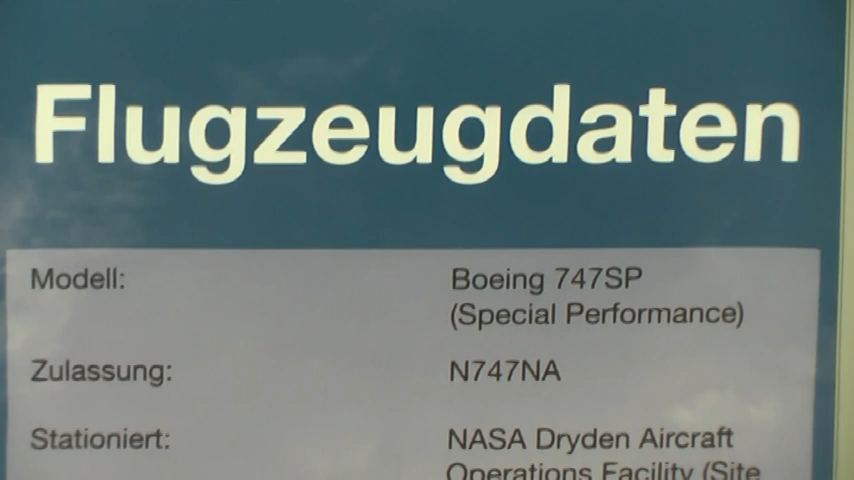 Flugzeugdaten
Modell: Boeing 747SP
(Special Performance)
Zulassung: N747NA
Stationiert: NASA Dryden Aircraft
Operations Facility (Site